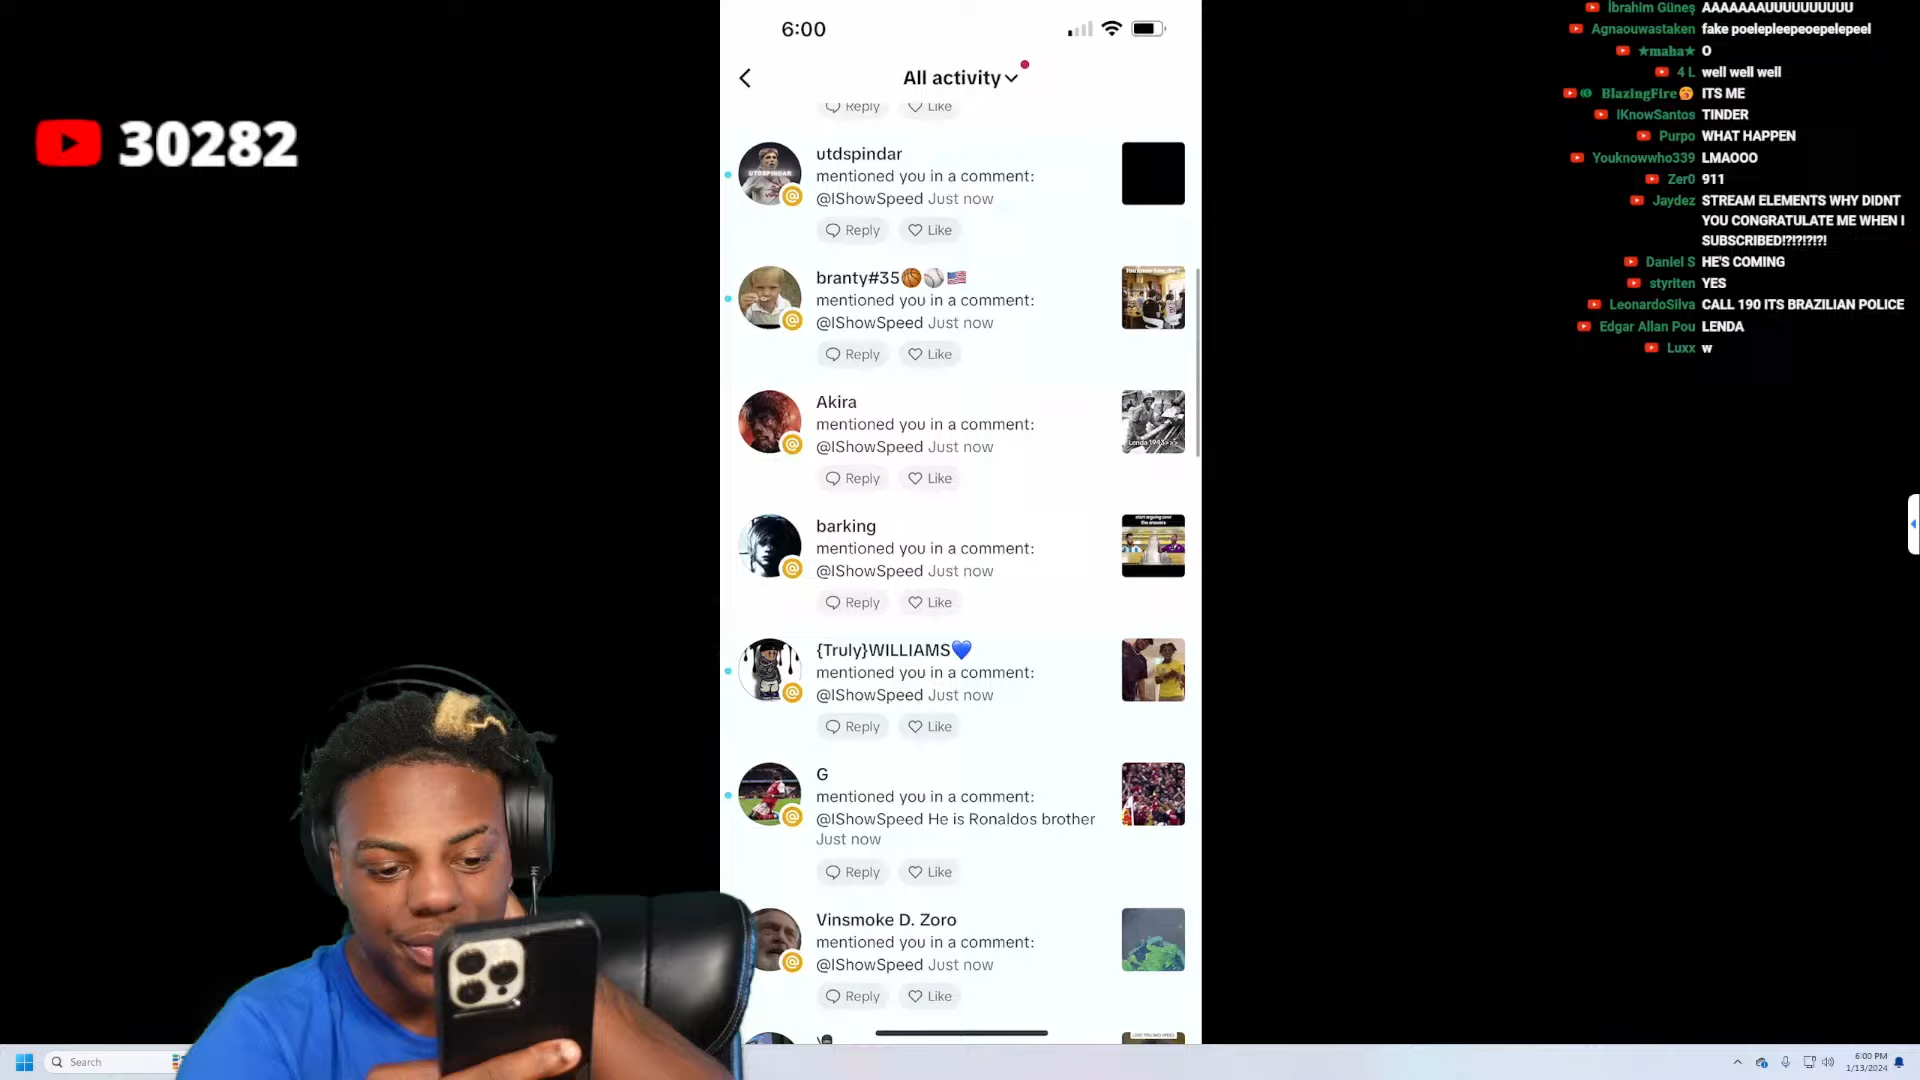 30282
6:00
All activity
Reply Like
utdspindar
mentioned you in a comment:
@IShowSpeed Just now
Reply Like
branty#35🏀⚾🇺🇸
mentioned you in a comment:
@IShowSpeed Just now
Reply Like
Akira
mentioned you in a comment:
@IShowSpeed Just now
Reply Like
barking
mentioned you in a comment:
@IShowSpeed Just now
Reply Like
{Truly}WILLIAMS💙
mentioned you in a comment:
@IShowSpeed Just now
Reply Like
G
mentioned you in a comment:
@IShowSpeed He is Ronaldos brother
Just now
Reply Like
Vinsmoke D. Zoro
mentioned you in a comment:
@IShowSpeed Just now
Reply Like
UTDSPINDAR
start arguing over
the answers
İbrahim Güneş AAAAAAAUUUUUUUUUU
Agnaouwastaken fake poelepleepeoepelepeel
★maha★ O
4 L well well well
BlazingFire🥱 ITS ME
IKnowSantos TINDER
Purpo WHAT HAPPEN
Youknowwho339 LMAOOO
Zer0 911
Jaydez STREAM ELEMENTS WHY DIDNT
YOU CONGRATULATE ME WHEN I
SUBSCRIBED!?!?!?!?!
Daniel S HE'S COMING
styriten YES
LeonardoSilva CALL 190 ITS BRAZILIAN POLICE
Edgar Allan Pou LENDA
Luxx w
Search
6:00 PM
1/13/2024